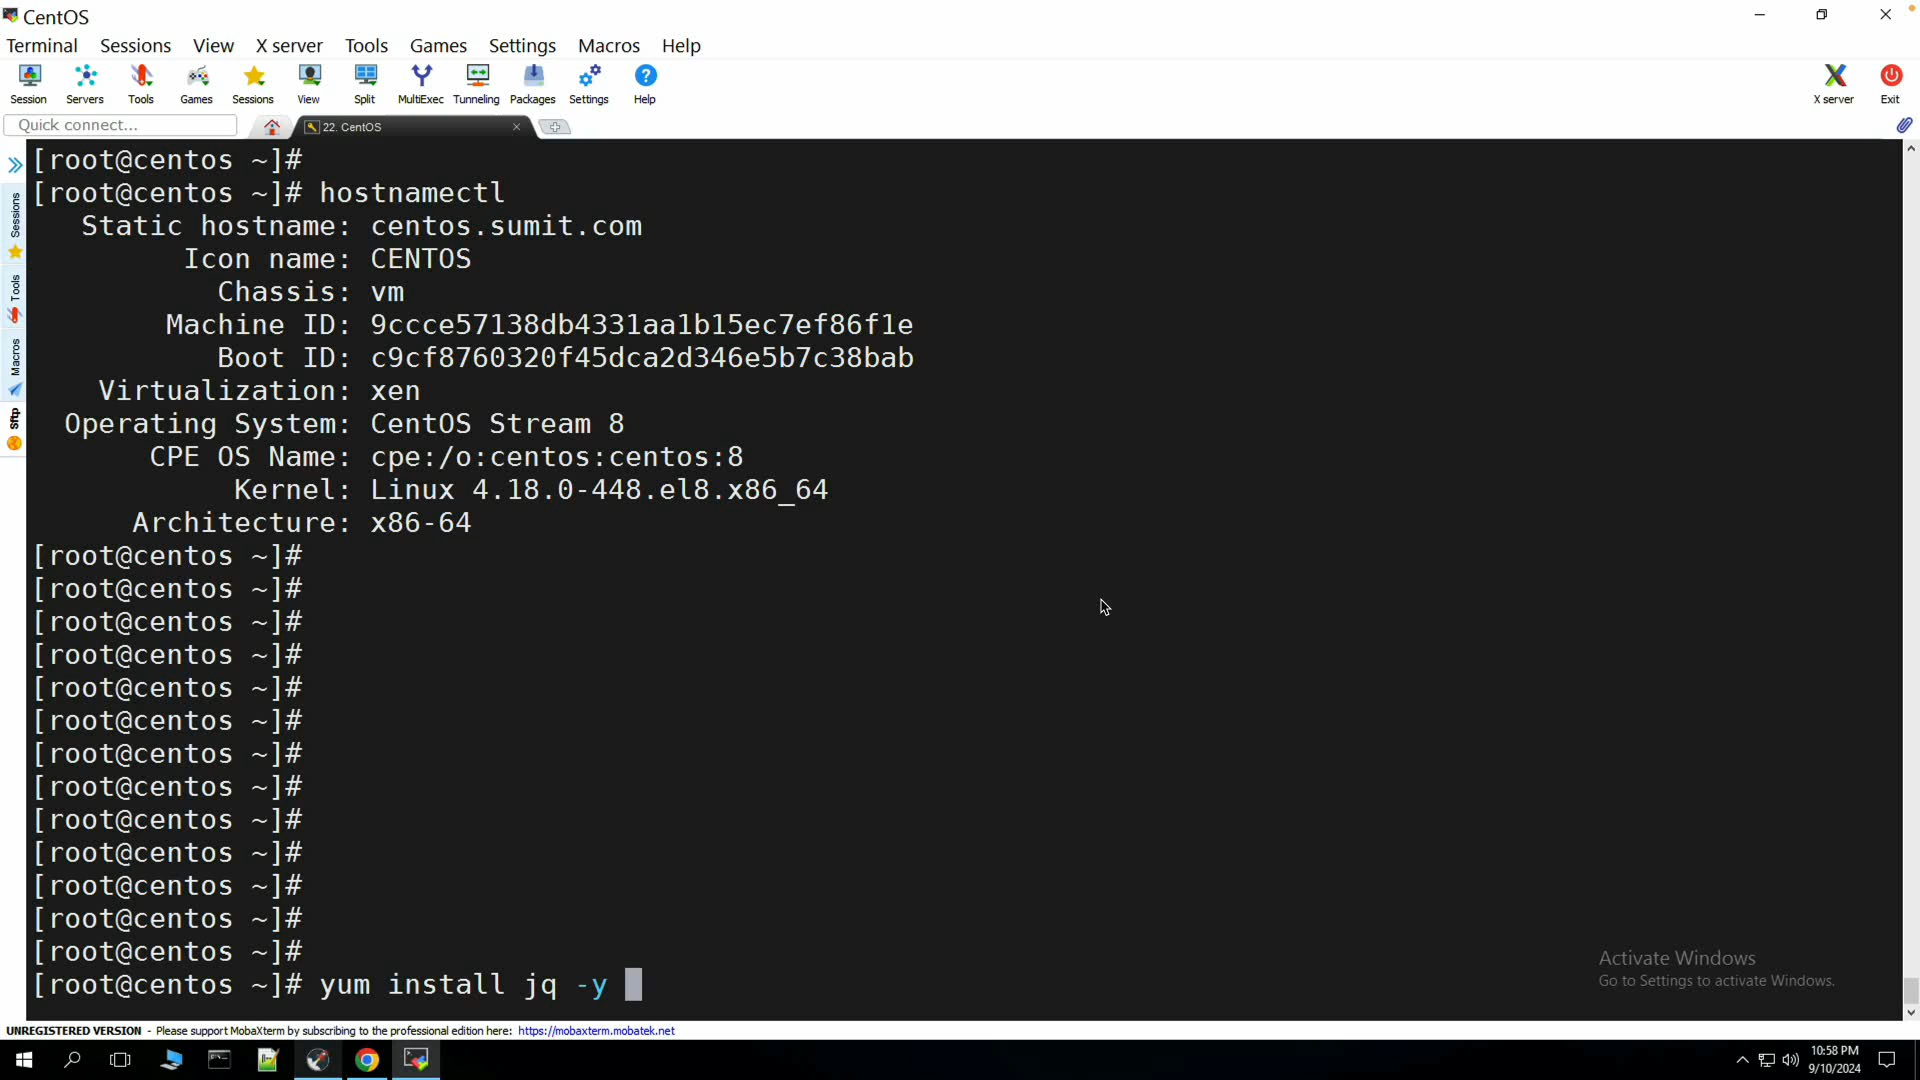 CentOS
Terminal Sessions View X server Tools Games Settings Macros Help
Session Servers Tools Games Sessions View Split MultiExec Tunneling Packages Settings Help X server Exit
Quick connect... 22. CentOS
[root@centos ~]#
[root@centos ~]# hostnamectl
Static hostname: centos.sumit.com
Icon name: CENTOS
Chassis: vm
Machine ID: 9ccce57138db4331aa1b15ec7ef86f1e
Boot ID: c9cf8760320f45dca2d346e5b7c38bab
Virtualization: xen
Operating System: CentOS Stream 8
CPE OS Name: cpe:/o:centos:centos:8
Kernel: Linux 4.18.0-448.el8.x86_64
Architecture: x86-64
[root@centos ~]#
[root@centos ~]#
[root@centos ~]#
[root@centos ~]#
[root@centos ~]#
[root@centos ~]#
[root@centos ~]#
[root@centos ~]#
[root@centos ~]#
[root@centos ~]#
[root@centos ~]#
[root@centos ~]#
[root@centos ~]#
[root@centos ~]# yum install jq -y
Sessions
Tools
Macros
Sftp
Activate Windows
Go to Settings to activate Windows.
UNREGISTERED VERSION - Please support MobaXterm by subscribing to the professional edition here: https://mobaxterm.mobatek.net
10:58 PM
9/10/2024